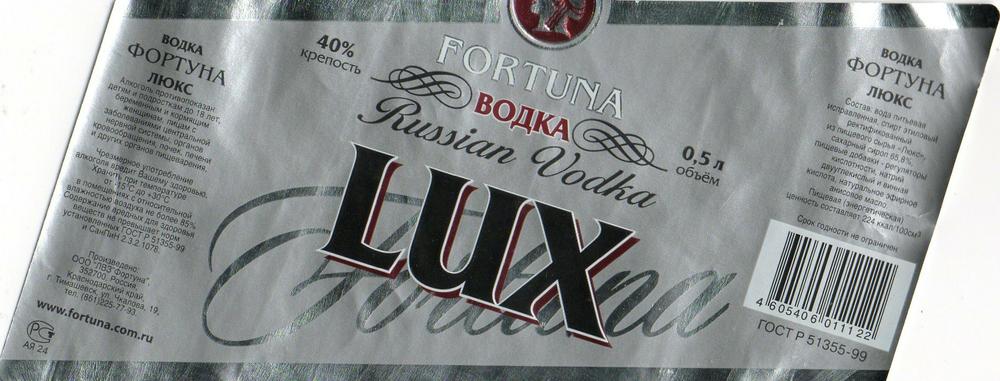 ВОДКА
ФОРТУНА
ЛЮКС
Алкоголь противопоказан
детям и подросткам до 18 лет,
беременным и кормящим
женщинам, лицам с
заболеваниями центральной
нервной системы, органов
кровообращения, почек, печени
и других органов пищеварения.
Чрезмерное употребление
алкоголя вредит Вашему здоровью.
Хранить при температуре
от -15°С до +30°С
в помещениях с относительной
влажностью воздуха не более 85%
Содержание вредных для здоровья
веществ не превышает норм
установленных ГОСТ Р 51355-99
и СанПиН 2.3.2.1078.
Произведено:
ООО "ЛВЗ Фортуна",
352700, Россия,
Краснодарский край,
г. Тимашевск, ул. Чкалова, 19,
тел. (861)225-77-93.
www.fortuna.com.ru
РС
АЯ 24
40%
крепость
FORTUNA
ВОДКА
Russian Vodka
0,5 л
объём
LUX
Fortuna
ВОДКА
ФОРТУНА
ЛЮКС
Состав: вода питьевая
исправленная, спирт этиловый
ректификованный
из пищевого сырья «Люкс»,
сахарный сироп 65,8%,
пищевые добавки - регуляторы
кислотности, натрий
двууглекислый и винная
кислота, натуральное эфирное
анисовое масло
Пищевая (энергетическая)
ценность составляет 224 ккал/100см³
Срок годности не ограничен
4 605406 011122
ГОСТ Р 51355-99